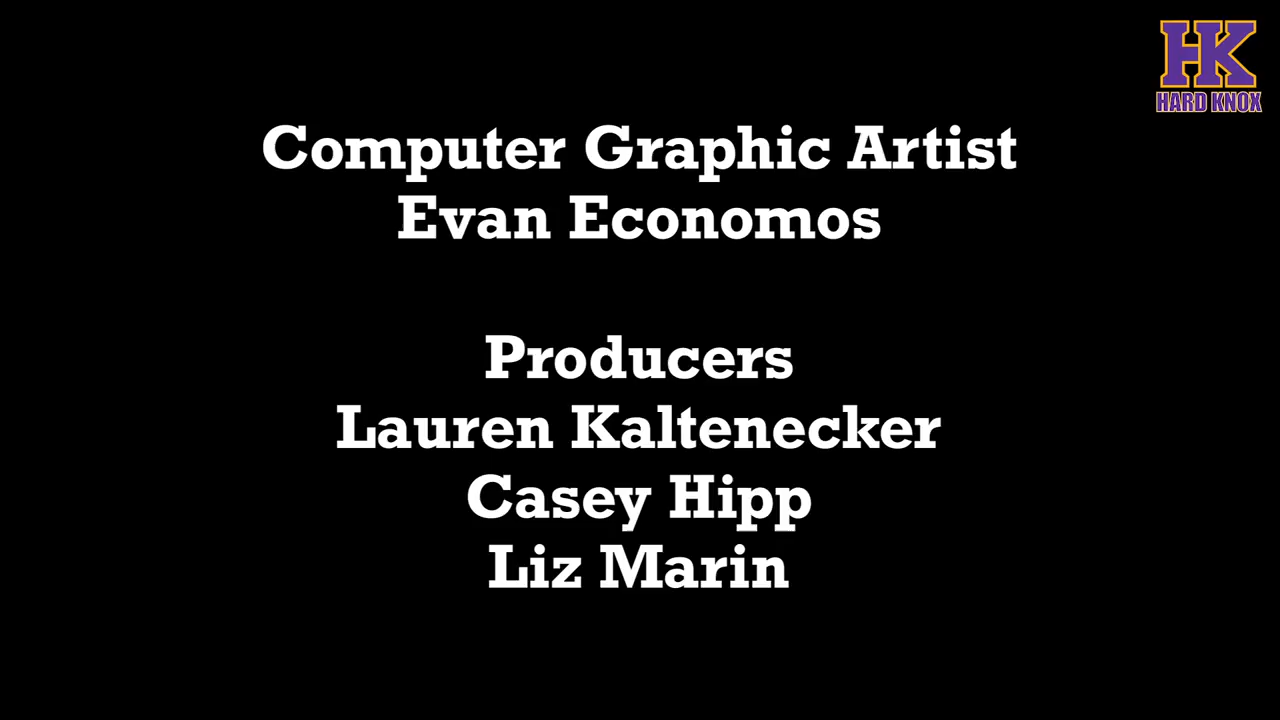 HK
HARD KNOX
Computer Graphic Artist
Evan Economos
Producers
Lauren Kaltenecker
Casey Hipp
Liz Marin